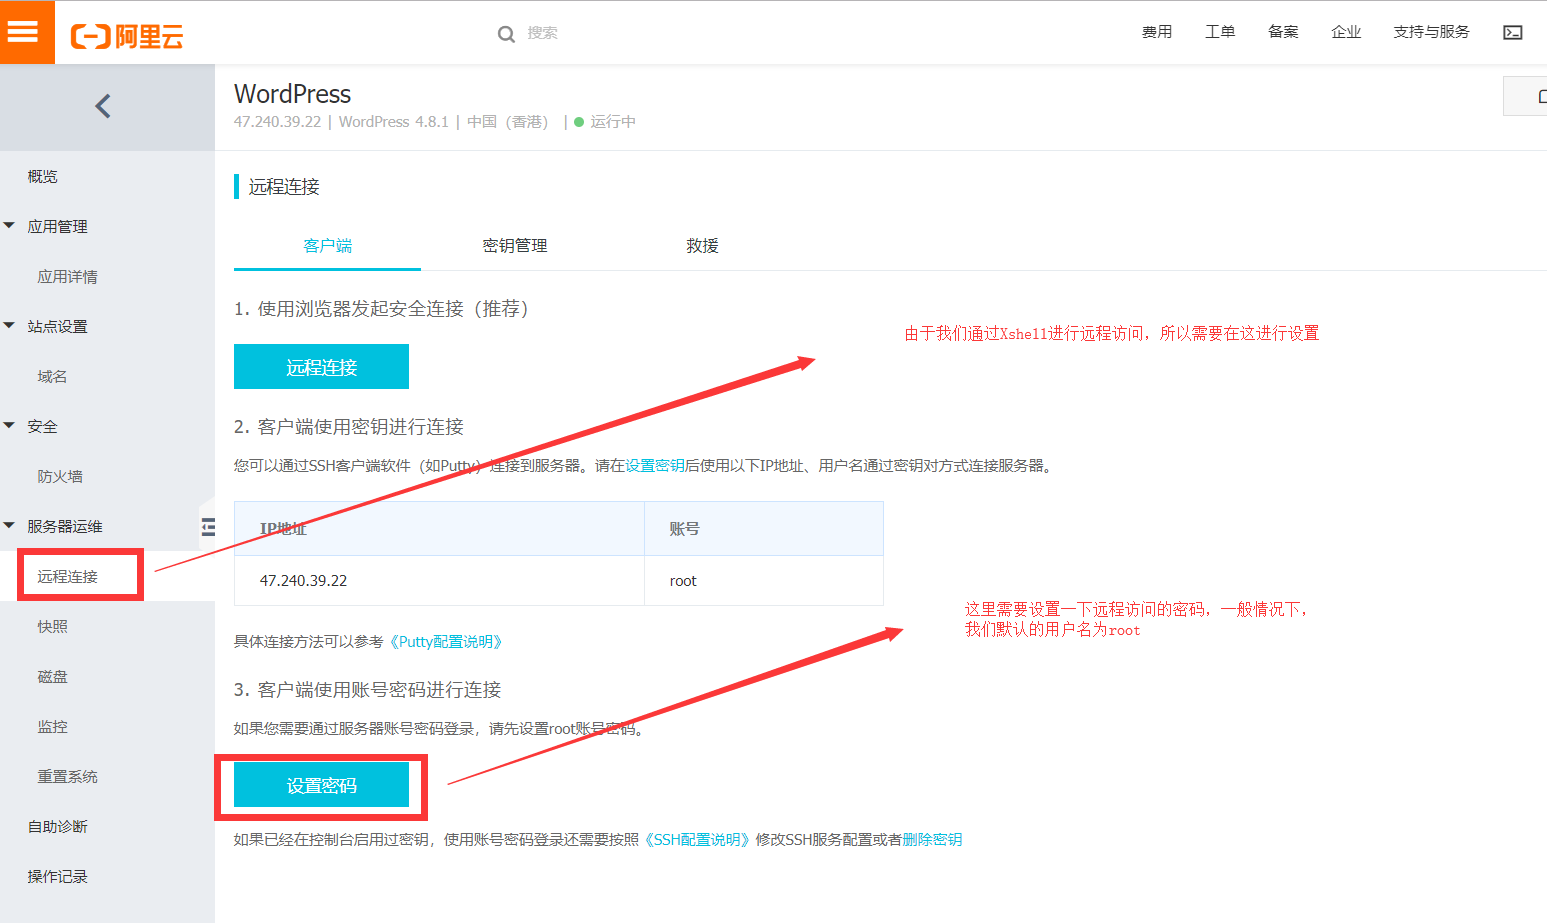 阿里云
搜索
费用
工单
备案
企业
支持与服务
WordPress
47.240.39.22 | WordPress 4.8.1 | 中国（香港） | 运行中
概览
应用管理
应用详情
站点设置
域名
安全
防火墙
服务器运维
远程连接
快照
磁盘
监控
重置系统
自助诊断
操作记录
远程连接
客户端
密钥管理
救援
1. 使用浏览器发起安全连接（推荐）
远程连接
由于我们通过Xshell进行远程访问，所以需要在这进行设置
2. 客户端使用密钥进行连接
您可以通过SSH客户端软件（如Putty）连接到服务器。请在设置密钥后使用以下IP地址、用户名通过密钥对方式连接服务器。
IP地址
账号
47.240.39.22
root
这里需要设置一下远程访问的密码，一般情况下，
我们默认的用户名为root
具体连接方法可以参考《Putty配置说明》
3. 客户端使用账号密码进行连接
如果您需要通过服务器账号密码登录，请先设置root账号密码。
设置密码
如果已经在控制台启用过密钥，使用账号密码登录还需要按照《SSH配置说明》修改SSH服务配置或者删除密钥